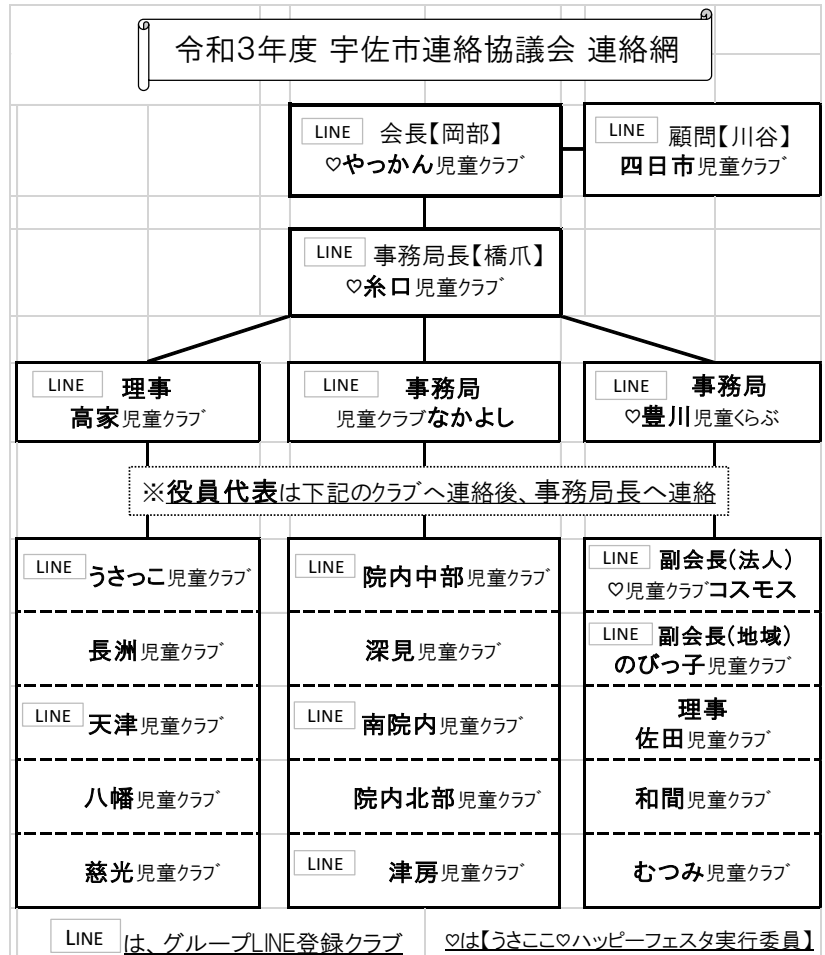 令和3年度 宇佐市連絡協議会 連絡網
LINE 会長【岡部】
♡やっかん児童クラブ
LINE 顧問【川谷】
四日市児童クラブ
LINE 事務局長【橋爪】
♡糸口児童クラブ
LINE 理事
高家児童クラブ
LINE 事務局
児童クラブなかよし
LINE 事務局
♡豊川児童くらぶ
※役員代表は下記のクラブへ連絡後、事務局長へ連絡
LINE うさっこ児童クラブ
長洲児童クラブ
LINE 天津児童クラブ
八幡児童クラブ
慈光児童クラブ
LINE 院内中部児童クラブ
深見児童クラブ
LINE 南院内児童クラブ
院内北部児童クラブ
LINE 津房児童クラブ
LINE 副会長(法人)
♡児童クラブコスモス
LINE 副会長(地域)
のびっ子児童クラブ
理事
佐田児童クラブ
和間児童クラブ
むつみ児童クラブ
LINE は、グループLINE登録クラブ
♡は【うさここ♡ハッピーフェスタ実行委員】